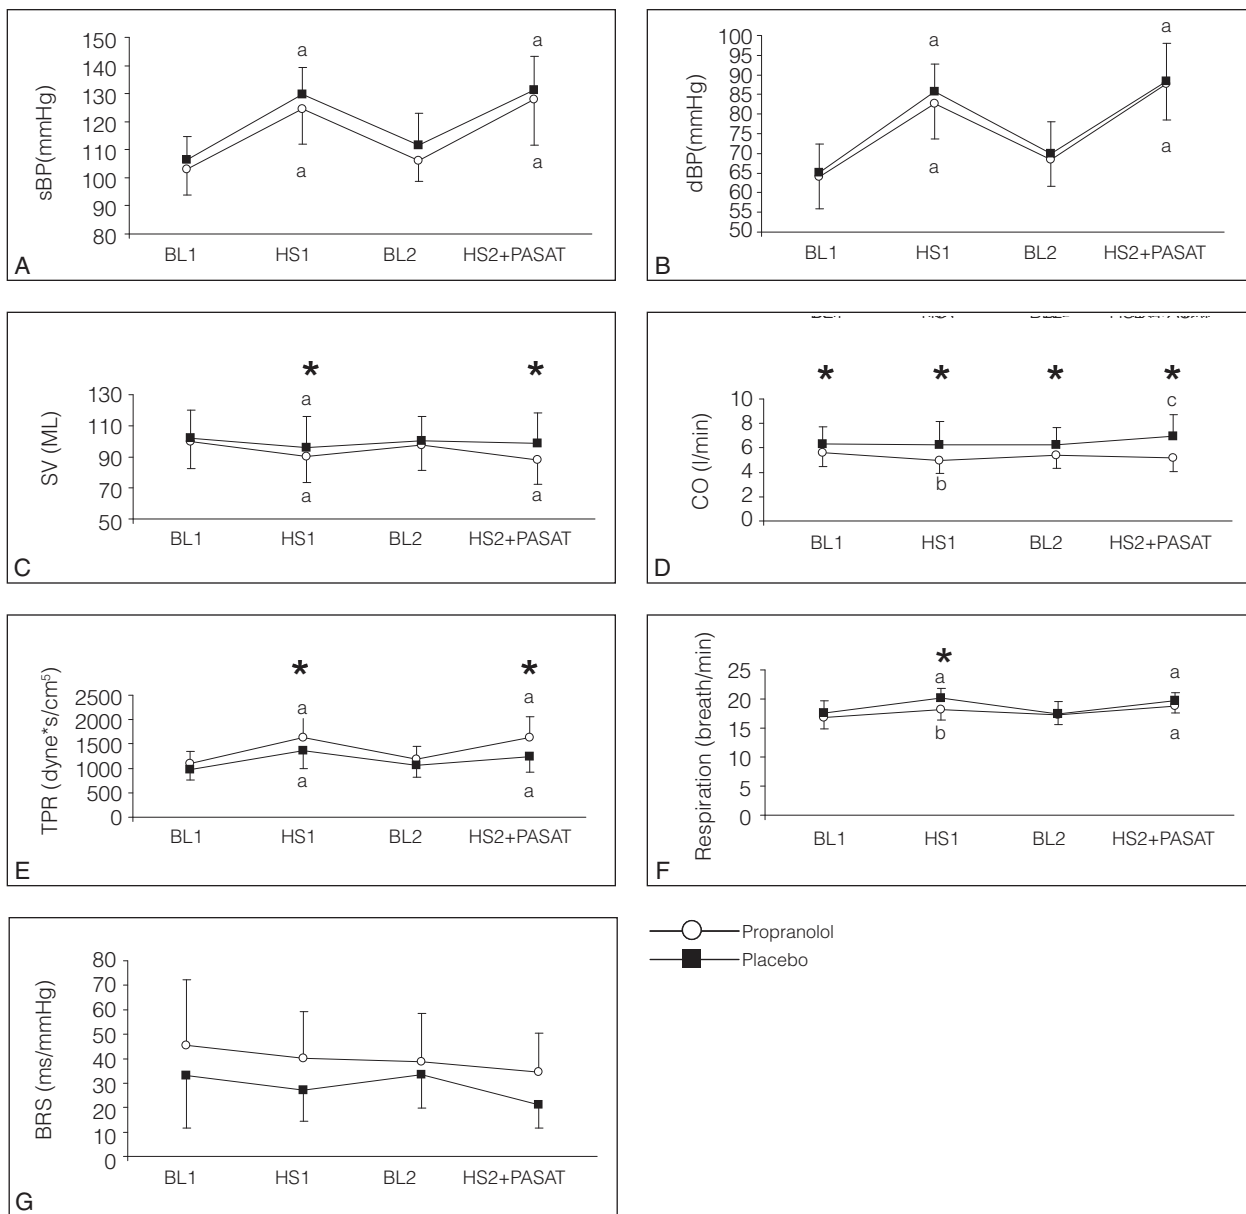 150
140
130
120
110
100
90
80
sBP(mmHg)
a
a
a
a
BL1 HS1 BL2 HS2+PASAT
A
100
95
90
85
80
75
70
65
60
55
50
dBP(mmHg)
a
a
a
a
BL1 HS1 BL2 HS2+PASAT
B
* *
130
110
90
70
50
SV (ML)
a
a
a
BL1 HS1 BL2 HS2+PASAT
C
* * * *
10
8
6
4
2
0
CO (l/min)
c
b
BL1 HS1 BL2 HS2+PASAT
D
* *
2500
2000
1500
1000
500
0
TPR (dyne*s/cm⁵)
a
a
a
a
BL1 HS1 BL2 HS2+PASAT
E
*
25
20
15
10
5
0
Respiration (breath/min)
a
a
b
a
BL1 HS1 BL2 HS2+PASAT
F
80
70
60
50
40
30
20
10
0
BRS (ms/mmHg)
BL1 HS1 BL2 HS2+PASAT
G
Propranolol
Placebo